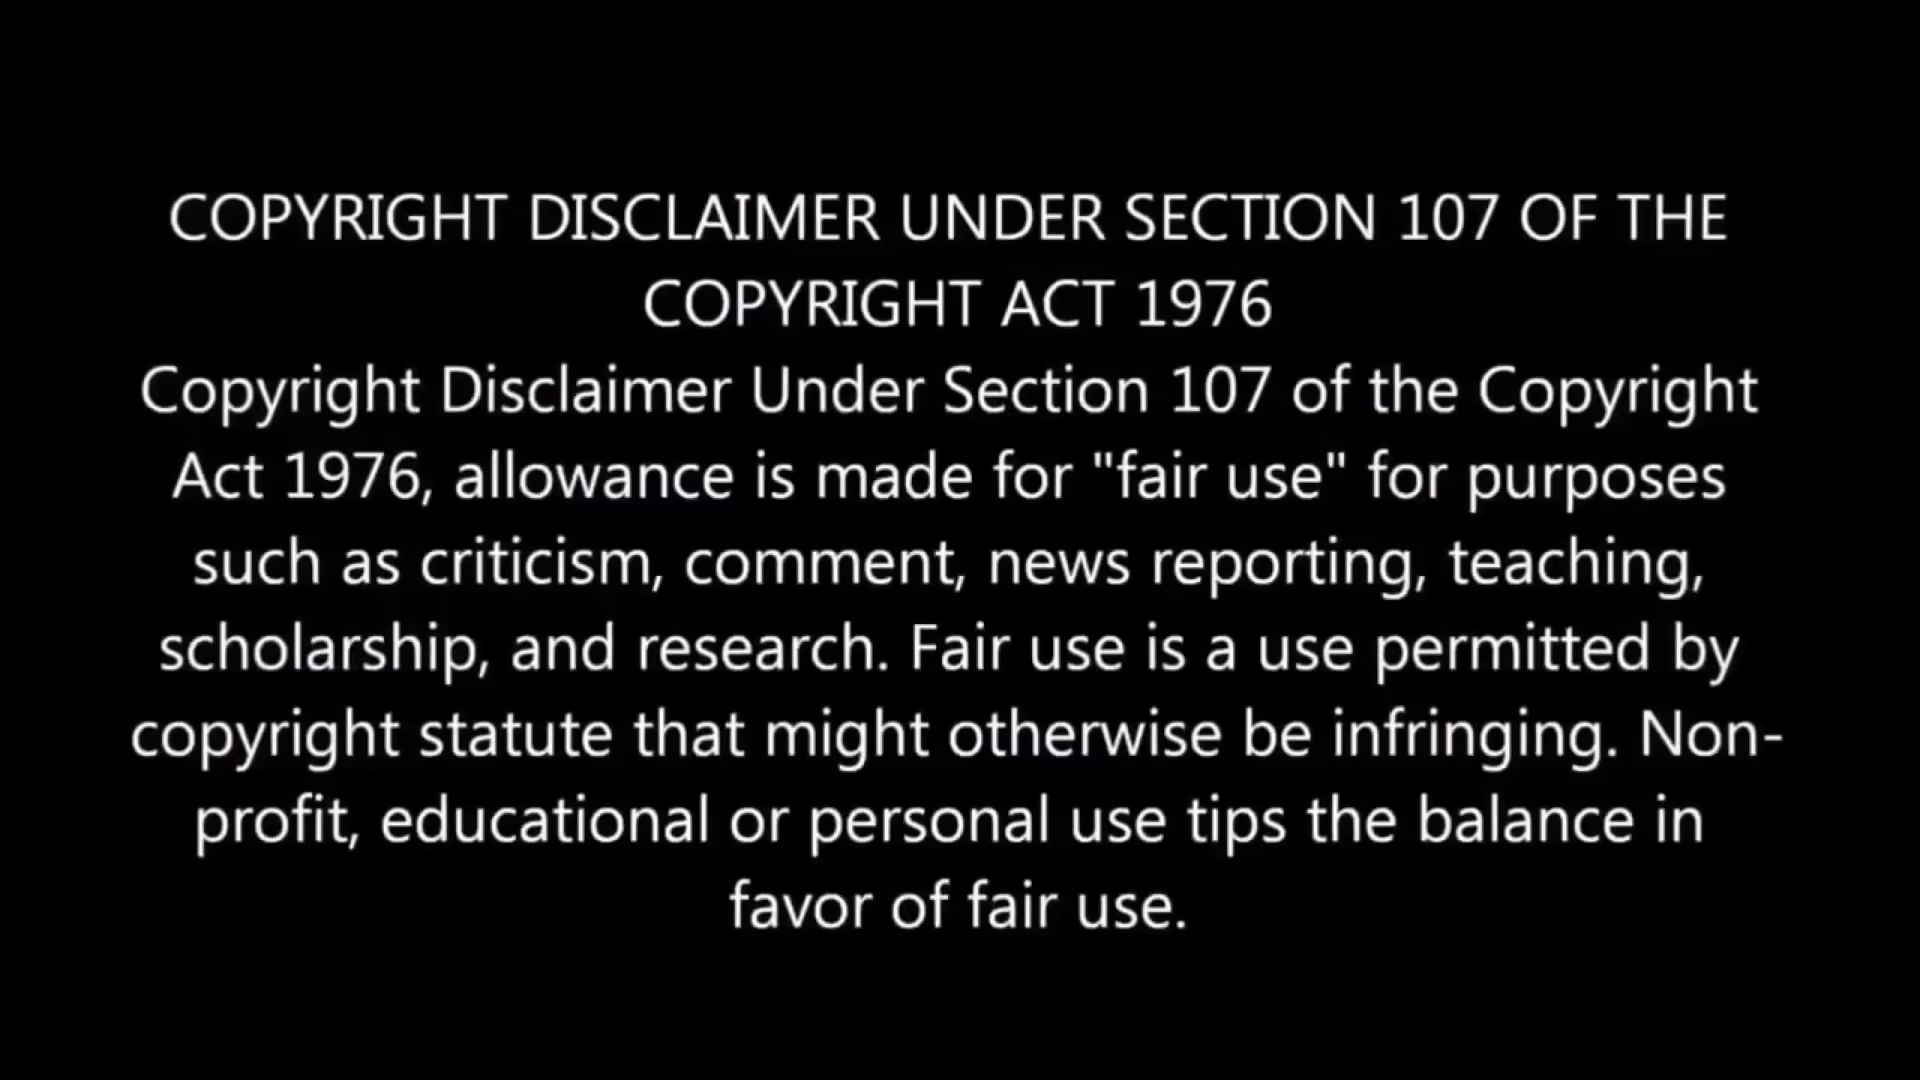 COPYRIGHT DISCLAIMER UNDER SECTION 107 OF THE
COPYRIGHT ACT 1976
Copyright Disclaimer Under Section 107 of the Copyright
Act 1976, allowance is made for "fair use" for purposes
such as criticism, comment, news reporting, teaching,
scholarship, and research. Fair use is a use permitted by
copyright statute that might otherwise be infringing. Non-
profit, educational or personal use tips the balance in
favor of fair use.